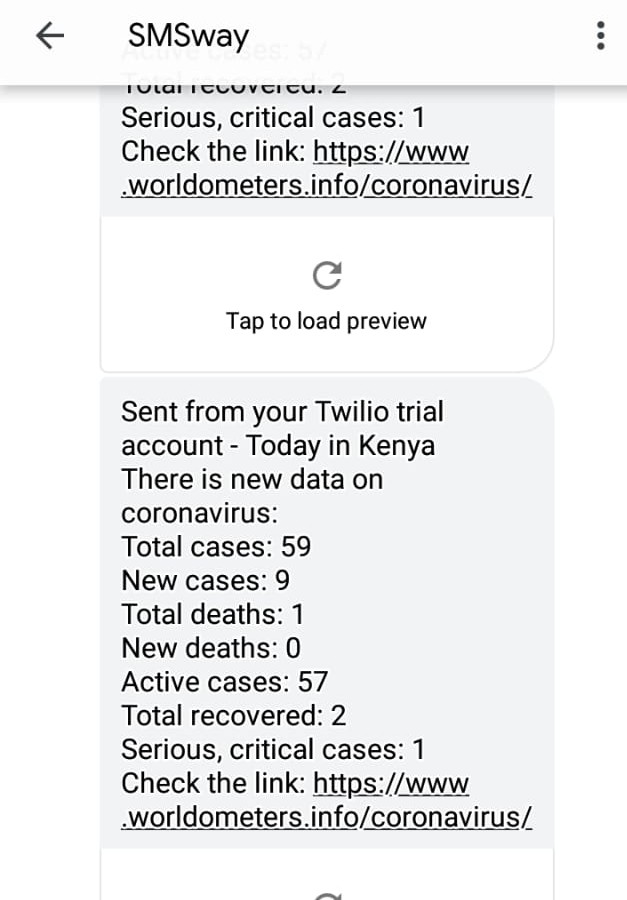 SMSway
Active cases: 57
Total recovered: 2
Serious, critical cases: 1
Check the link: https://www
.worldometers.info/coronavirus/
Tap to load preview
Sent from your Twilio trial
account - Today in Kenya
There is new data on
coronavirus:
Total cases: 59
New cases: 9
Total deaths: 1
New deaths: 0
Active cases: 57
Total recovered: 2
Serious, critical cases: 1
Check the link: https://www
.worldometers.info/coronavirus/